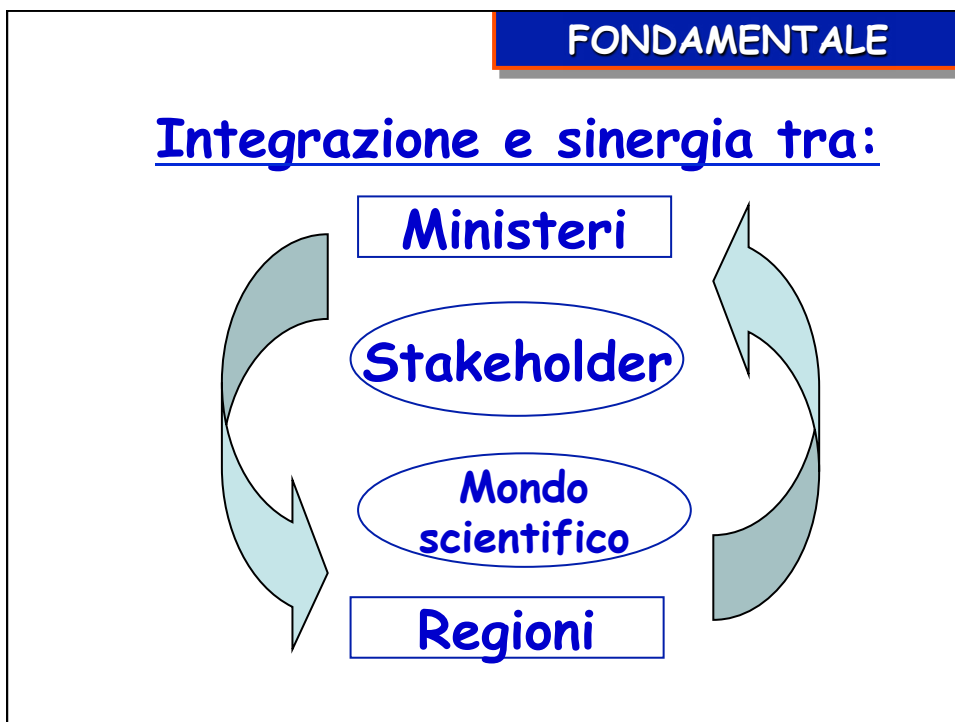 FONDAMENTALE
Integrazione e sinergia tra:
Ministeri
Stakeholder
Mondo
scientifico
Regioni